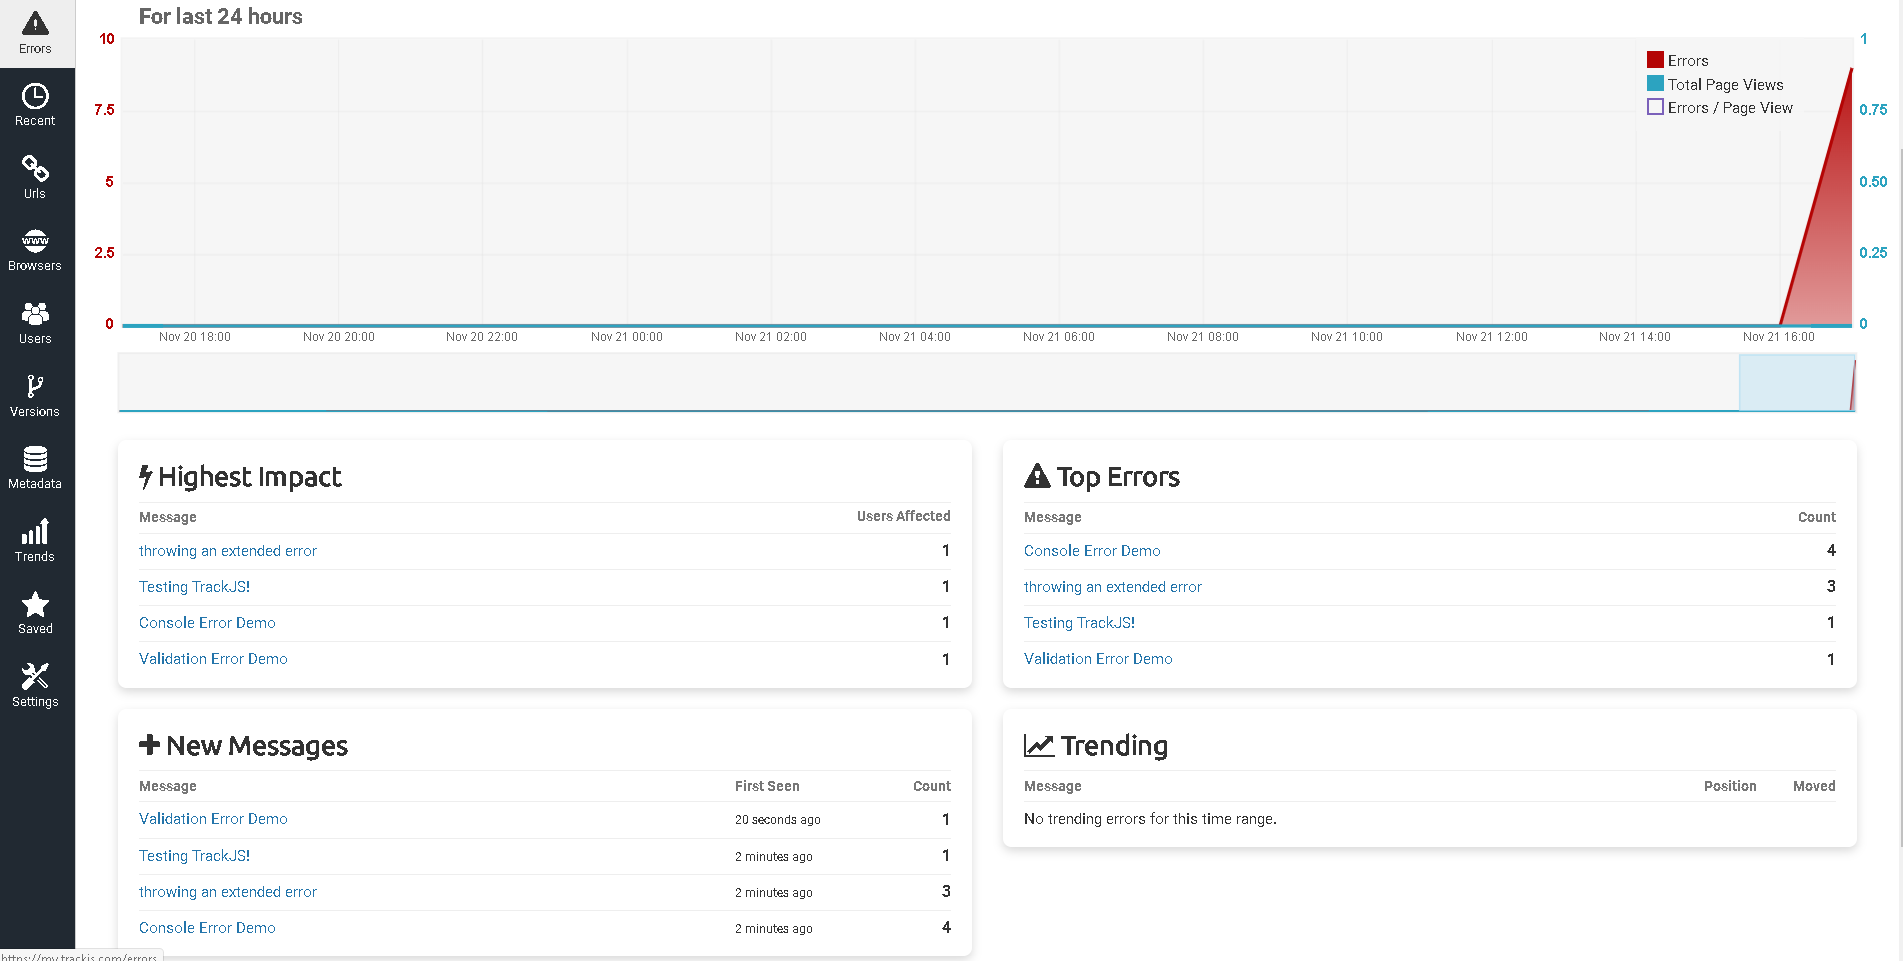 For last 24 hours
Errors
Recent
Urls
www
Browsers
Users
Versions
Metadata
Trends
Saved
Settings
10
7.5
5
2.5
0
1
0.75
0.50
0.25
0
Errors
Total Page Views
Errors / Page View
Nov 20 18:00 Nov 20 20:00 Nov 20 22:00 Nov 21 00:00 Nov 21 02:00 Nov 21 04:00 Nov 21 06:00 Nov 21 08:00 Nov 21 10:00 Nov 21 12:00 Nov 21 14:00 Nov 21 16:00
Highest Impact
Message Users Affected
throwing an extended error 1
Testing TrackJS! 1
Console Error Demo 1
Validation Error Demo 1
Top Errors
Message Count
Console Error Demo 4
throwing an extended error 3
Testing TrackJS! 1
Validation Error Demo 1
New Messages
Message First Seen Count
Validation Error Demo 20 seconds ago 1
Testing TrackJS! 2 minutes ago 1
throwing an extended error 2 minutes ago 3
Console Error Demo 2 minutes ago 4
Trending
Message Position Moved
No trending errors for this time range.
https://my.trackjs.com/errors